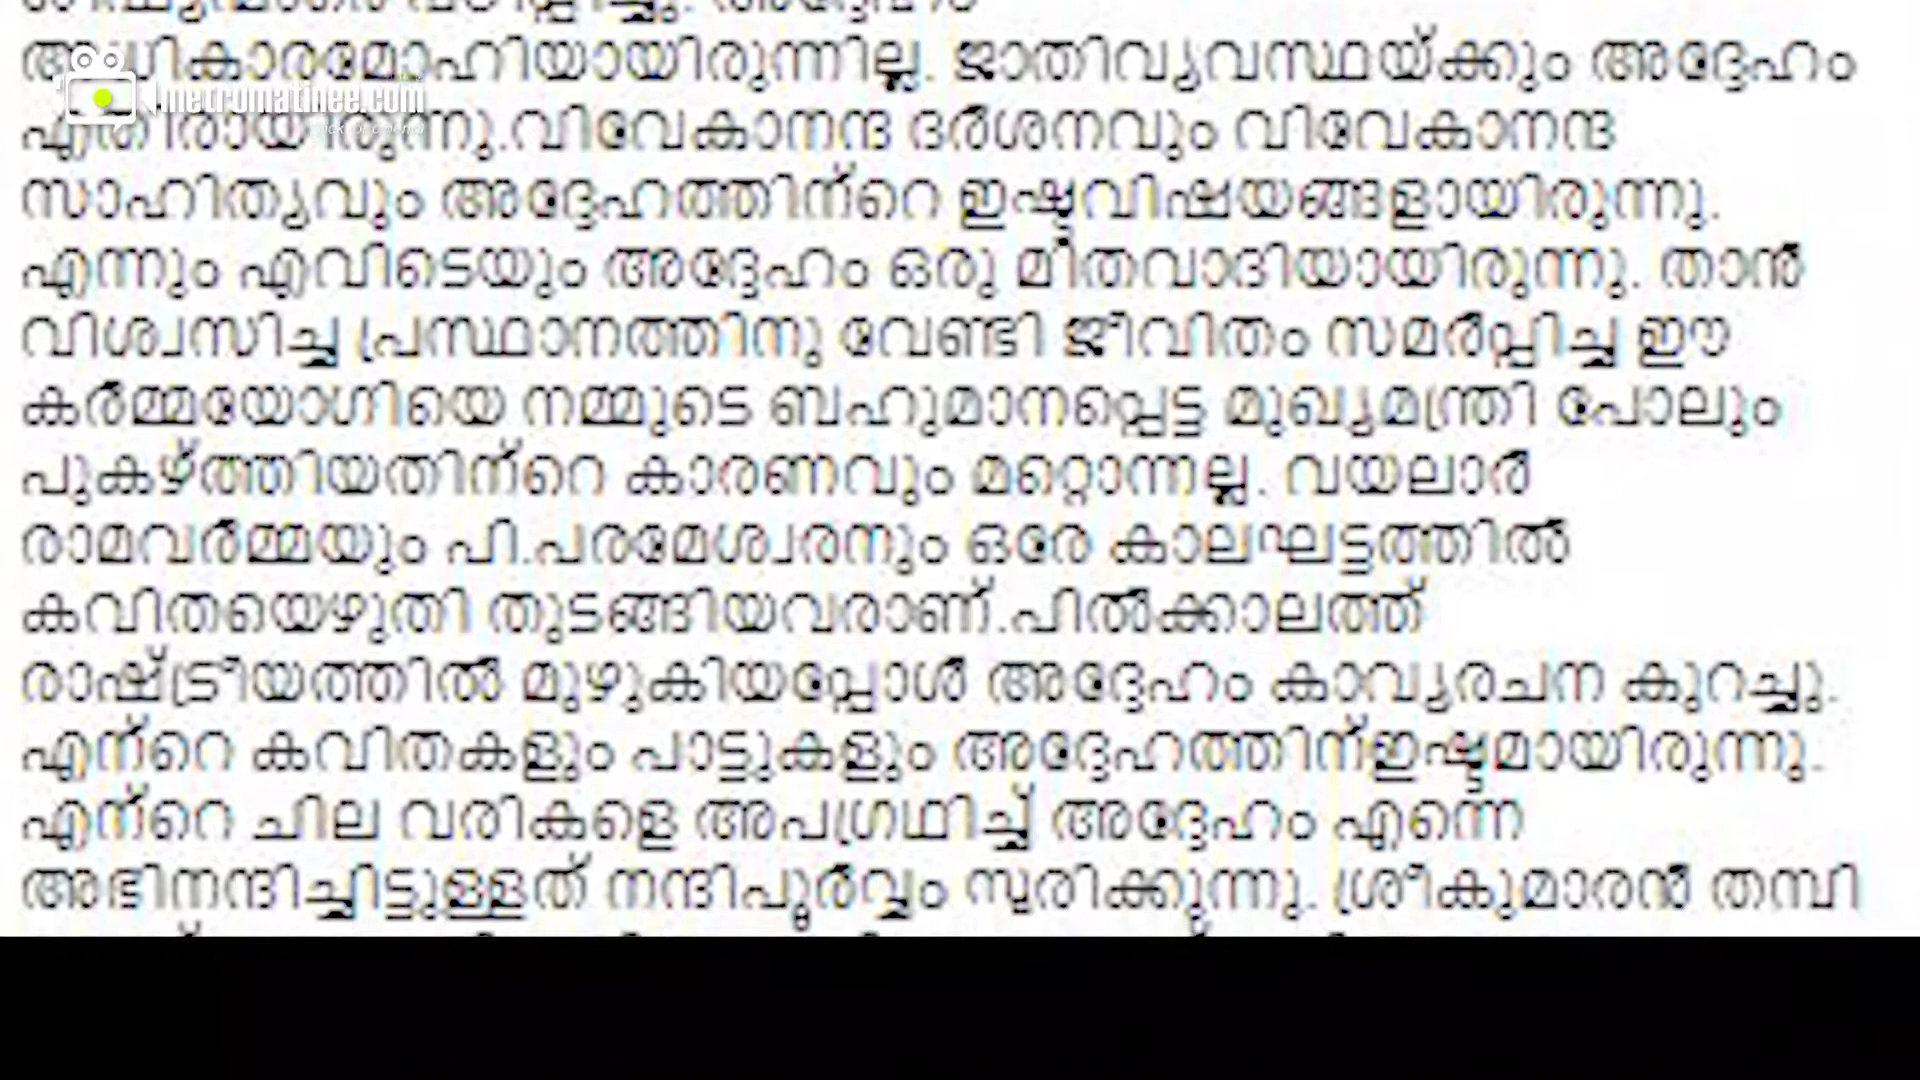 അധികാരമോഹിയായിരുന്നില്ല. ജാതിവ്യവസ്ഥയ്ക്കും അദ്ദേഹം
metromatinee.com
എതിരായിരുന്നു.വിവേകാനന്ദ ദർശനവും വിവേകാനന്ദ
സാഹിത്യവും അദ്ദേഹത്തിന്റെ ഇഷ്ടവിഷയങ്ങളായിരുന്നു.
എന്നും എവിടെയും അദ്ദേഹം ഒരു മിതവാദിയായിരുന്നു. താൻ
വിശ്വസിച്ച പ്രസ്ഥാനത്തിനു വേണ്ടി ജീവിതം സമർപ്പിച്ച ഈ
കർമ്മയോഗിയെ നമ്മുടെ ബഹുമാനപ്പെട്ട മുഖ്യമന്ത്രി പോലും
പുകഴ്ത്തിയതിന്റെ കാരണവും മറ്റൊന്നല്ല. വയലാർ
രാമവർമ്മയും പി.പരമേശ്വരനും ഒരേ കാലഘട്ടത്തിൽ
കവിതയെഴുതി തുടങ്ങിയവരാണ്.പിൽക്കാലത്ത്
രാഷ്ട്രീയത്തിൽ മുഴുകിയപ്പോൾ അദ്ദേഹം കാവ്യരചന കുറച്ചു.
എന്റെ കവിതകളും പാട്ടുകളും അദ്ദേഹത്തിന്ഇഷ്ടമായിരുന്നു.
എന്റെ ചില വരികളെ അപഗ്രഥിച്ച് അദ്ദേഹം എന്നെ
അഭിനന്ദിച്ചിട്ടുള്ളത് നന്ദിപൂർവ്വം സ്മരിക്കുന്നു. ശ്രീകുമാരൻ തമ്പി